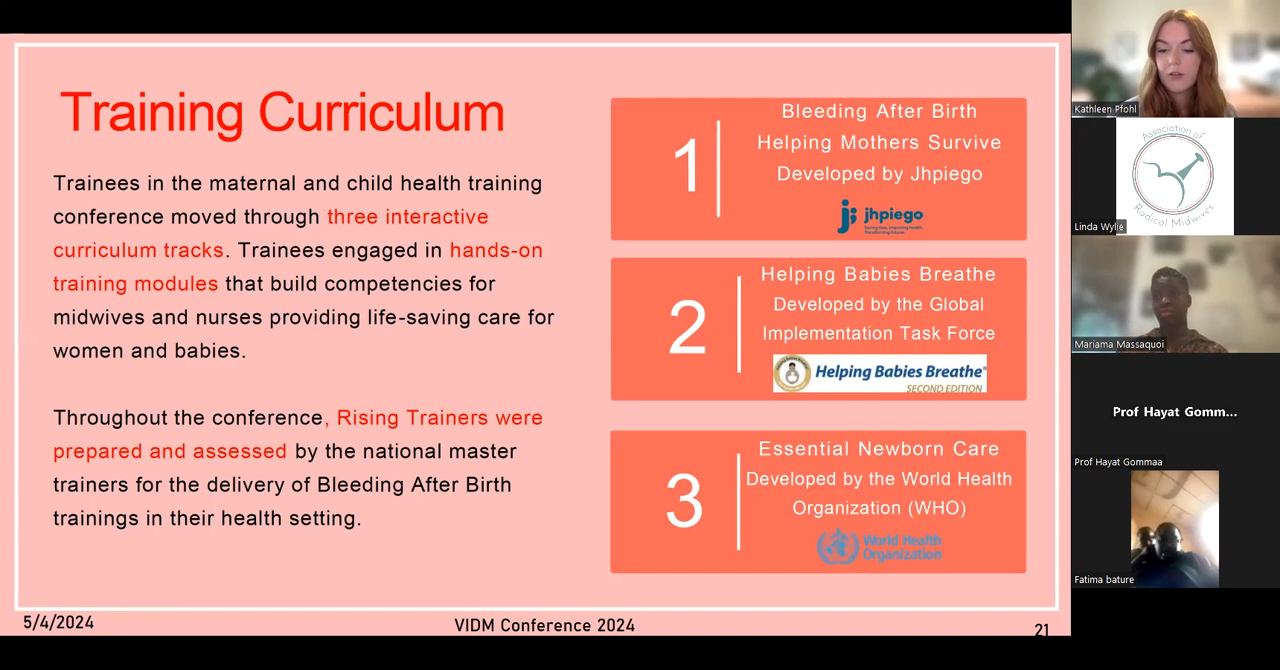 Training Curriculum
Trainees in the maternal and child health training
conference moved through three interactive
curriculum tracks. Trainees engaged in hands-on
training modules that build competencies for
midwives and nurses providing life-saving care for
women and babies.
Throughout the conference, Rising Trainers were
prepared and assessed by the national master
trainers for the delivery of Bleeding After Birth
trainings in their health setting.
1
Bleeding After Birth
Helping Mothers Survive
Developed by Jhpiego
jhpiego
Saving lives. Improving health.
Transforming futures.
2
Helping Babies Breathe
Developed by the Global
Implementation Task Force
Helping Babies Breathe®
SECOND EDITION
3
Essential Newborn Care
Developed by the World Health
Organization (WHO)
World Health
Organization
5/4/2024
VIDM Conference 2024
21
Kathleen Pfohl
Association of
Radical Midwives
Linda Wylie
Mariama Massaquoi
Prof Hayat Gomm...
Prof Hayat Gommaa
Fatima bature